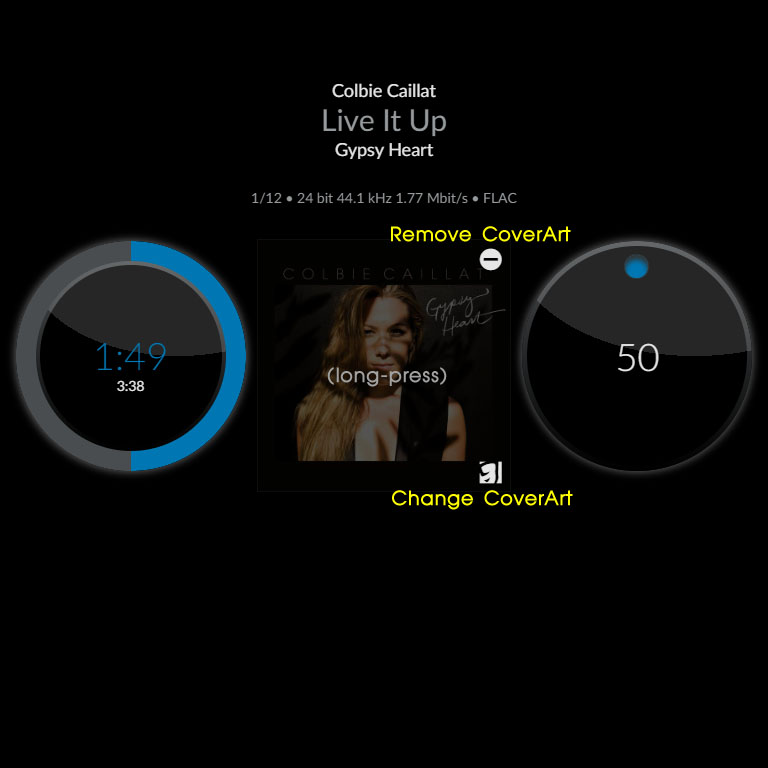 Colbie Caillat
Live It Up
Gypsy Heart
1/12 • 24 bit 44.1 kHz 1.77 Mbit/s • FLAC
Remove CoverArt
COLBIE CAILLAT
Gypsy
Heart
1:49
3:38
(long-press)
50
Change CoverArt